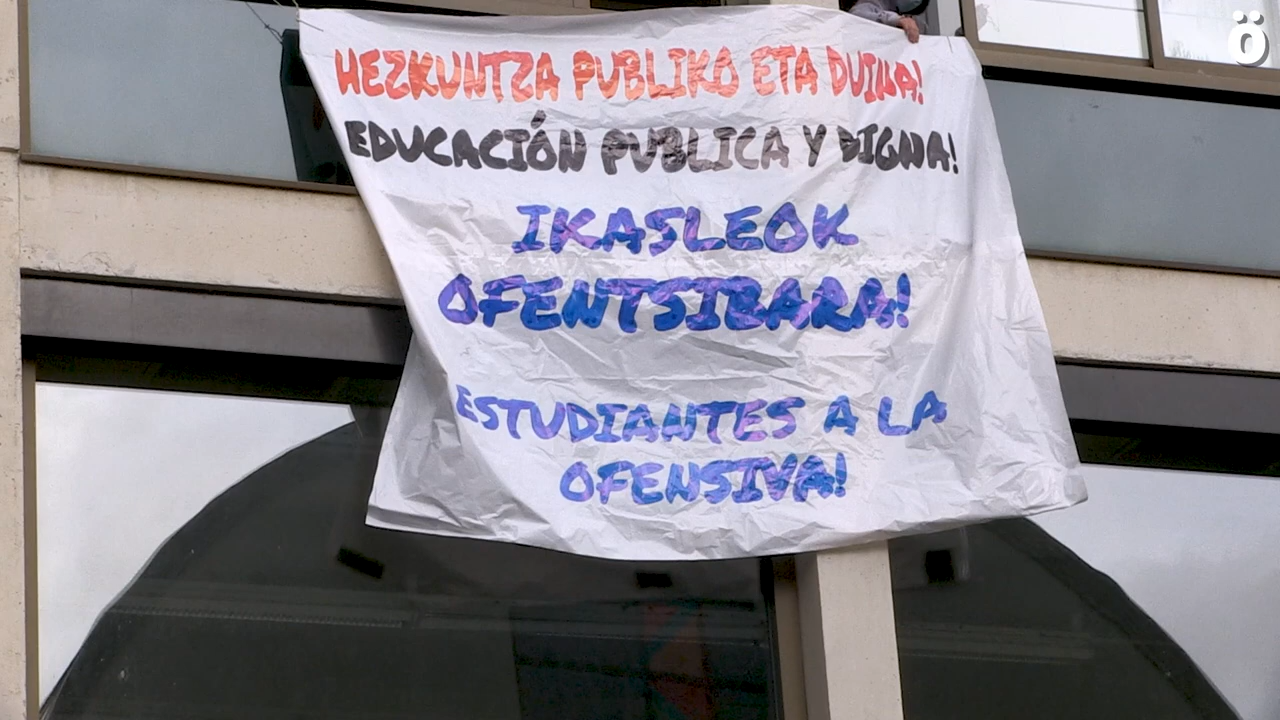 HEZKUNTZA PUBLIKO ETA DUINA!
EDUCACIÓN PUBLICA Y DIGNA!
IKASLEOK
OFENTSIBARA!
ESTUDIANTES A LA
OFENSIVA!
ö